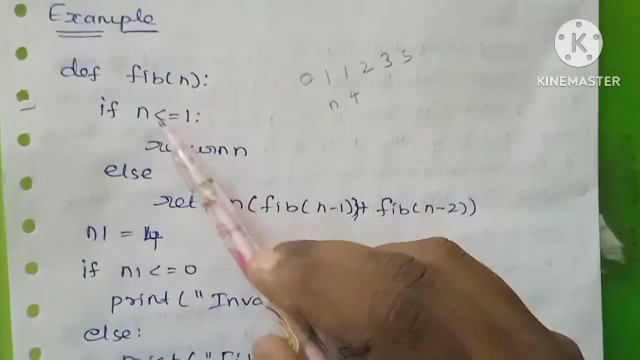 Example
def fib(n):
0 1 1 2 3 5
n 4
if n<=1:
n
else
n(fib(n-1)+ fib(n-2))
n1 = 4
if n1<=0
print("Inva
else:
K
KINEMASTER